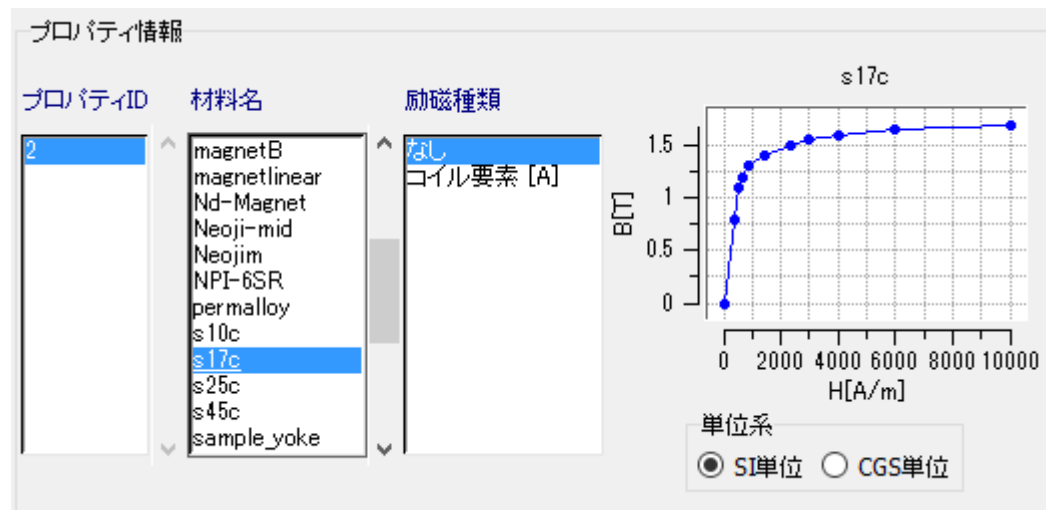 プロパティ情報
プロパティID
材料名
励磁種類
2
magnetB
magnetlinear
Nd-Magnet
Neoji-mid
Neojim
NPI-6SR
permalloy
s10c
s17c
s25c
s45c
sample_yoke
なし
コイル要素 [A]
s17c
B[T]
1.5
1
0.5
0
0 2000 4000 6000 8000 10000
H[A/m]
単位系
SI単位 CGS単位